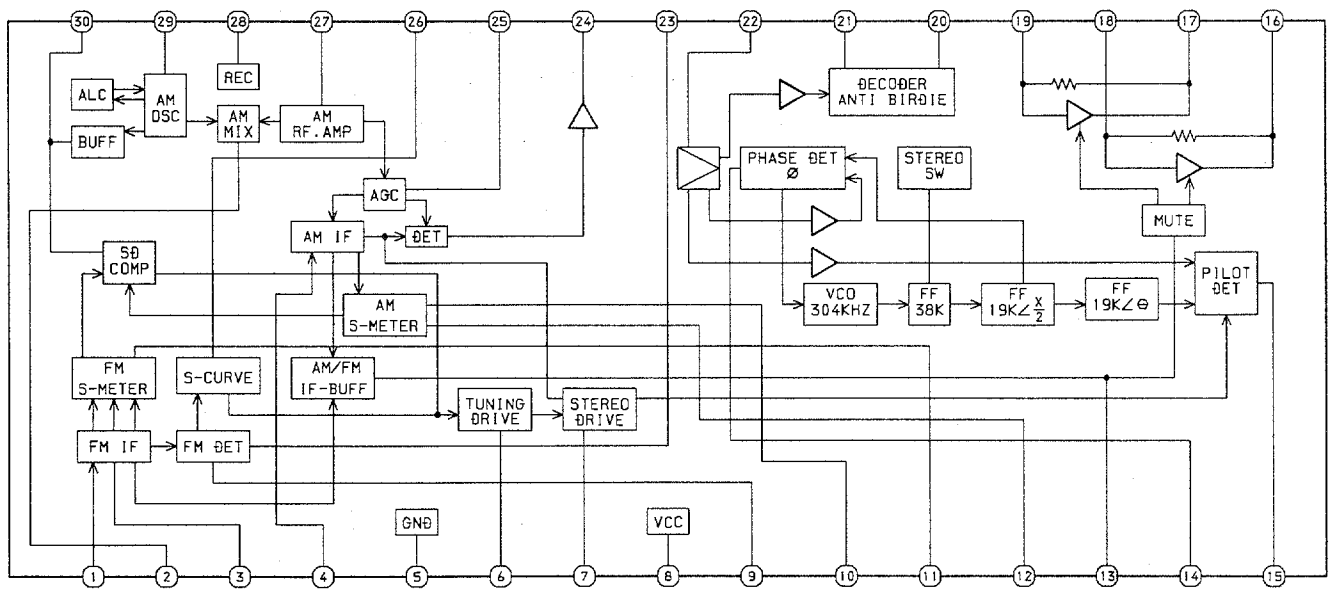 30 29 28 27 26 25 24 23 22 21 20 19 18 17 16
REC
ALC
AM
OSC
AM
MIX
AM
RF.AMP
BUFF
DECODER
ANTI BIRDIE
PHASE DET
Ø
STEREO
SW
AGC
MUTE
AM IF
DET
SD
COMP
PILOT
DET
AM
S-METER
VCO
304KHZ
FF
38K
FF
19K∠X/2
FF
19K∠Θ
FM
S-METER
S-CURVE
AM/FM
IF-BUFF
TUNING
DRIVE
STEREO
DRIVE
FM IF
FM DET
GND
VCC
1 2 3 4 5 6 7 8 9 10 11 12 13 14 15